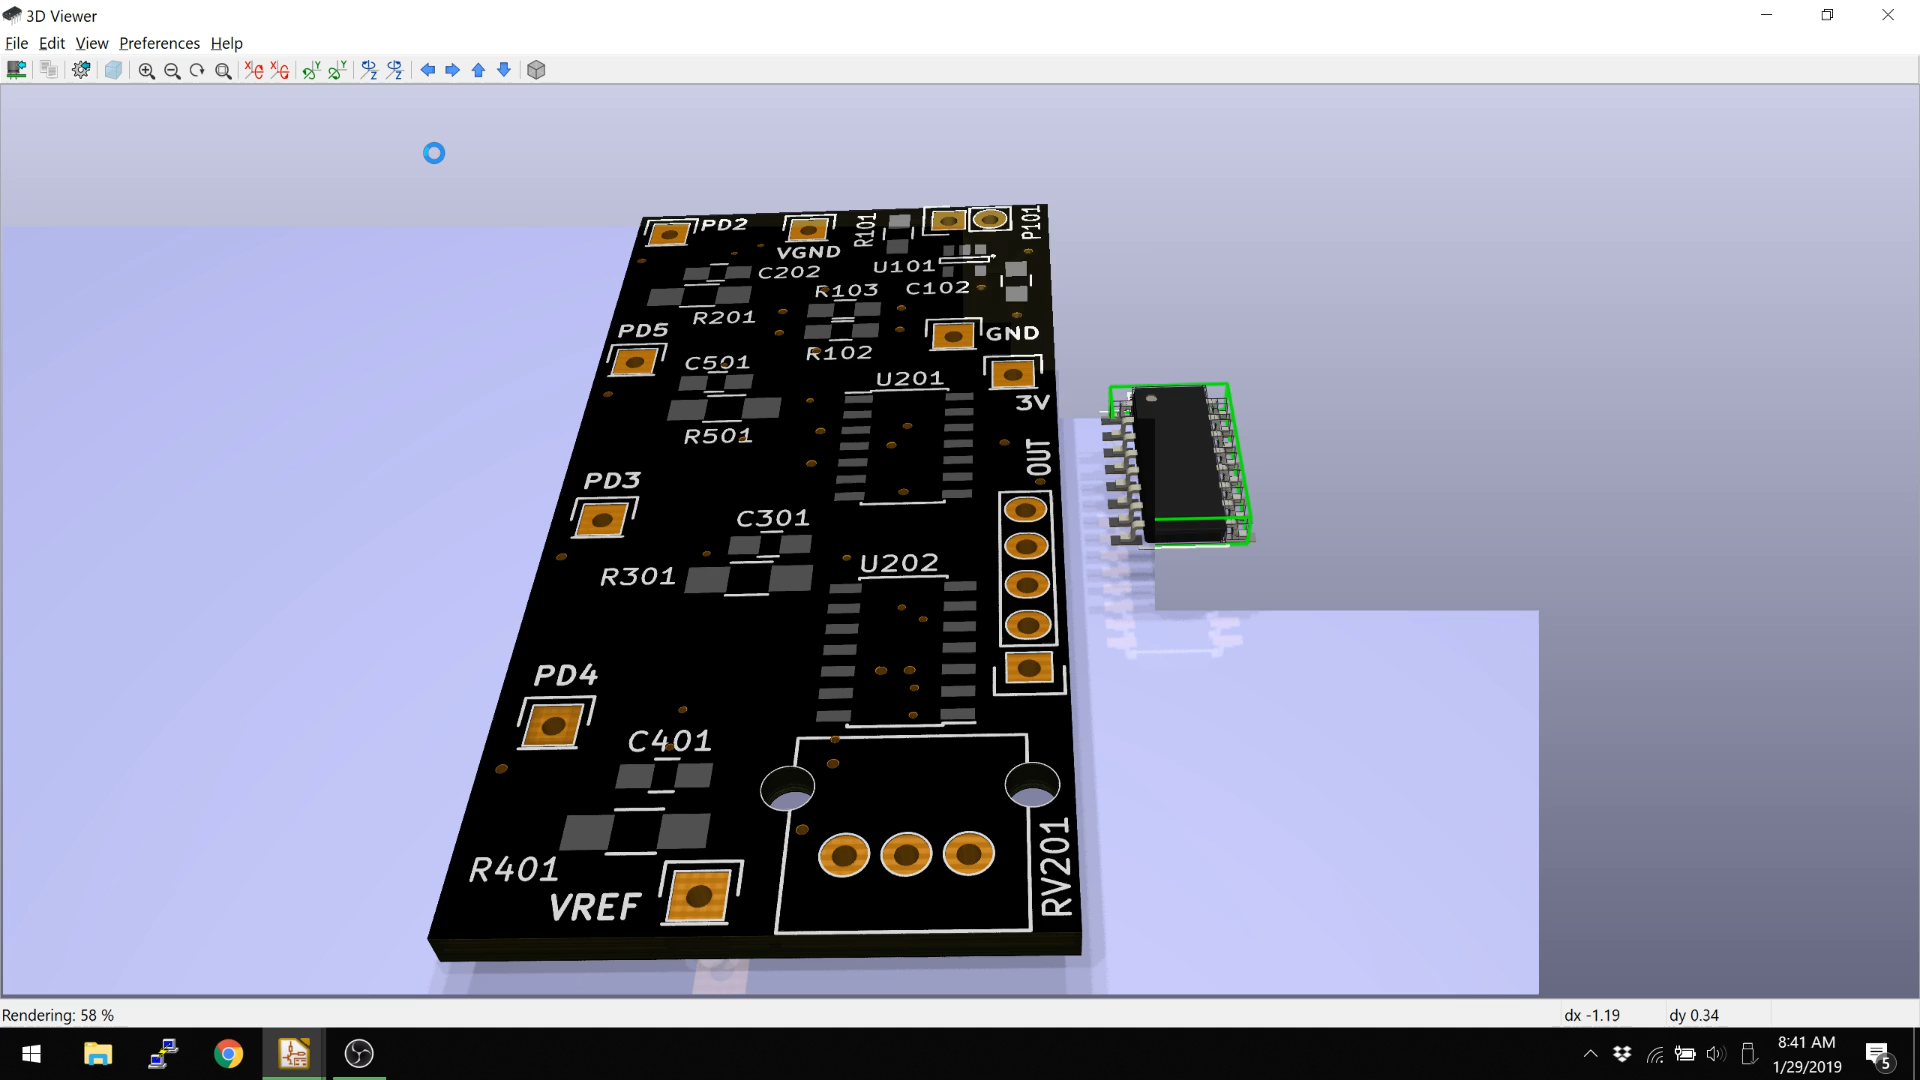 3D Viewer
File Edit View Preferences Help
PD2
VGND
R101
P101
C202
U101
R103
C102
R201
PD5
R102
GND
C501
U201
3V
R501
OUT
PD3
C301
U202
R301
PD4
C401
R401
VREF
RV201
Rendering: 58 %
dx -1.19
dy 0.34
8:41 AM
1/29/2019
5